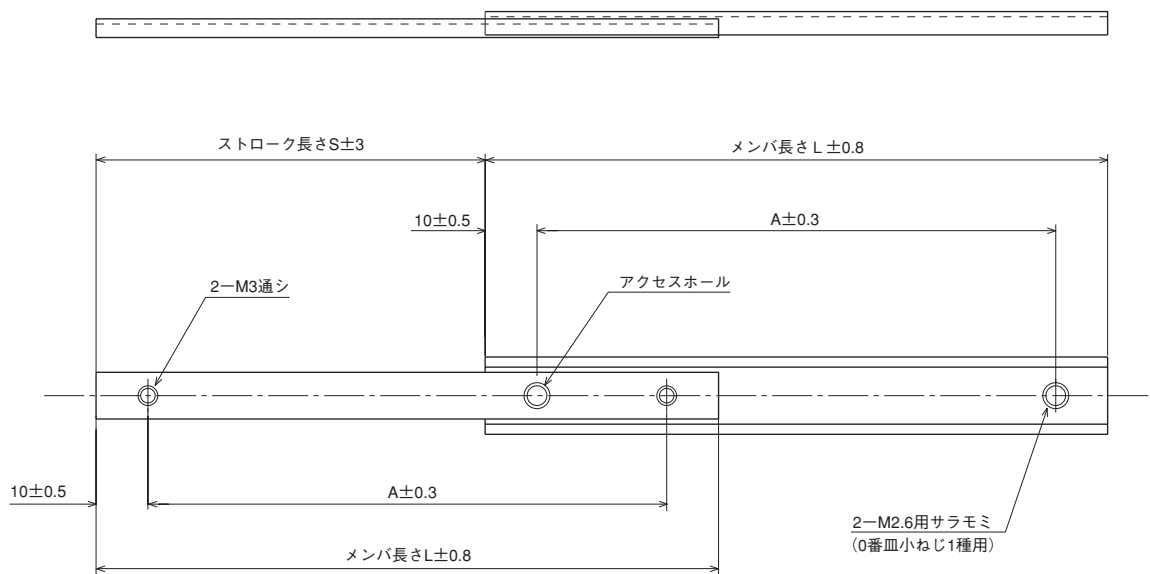 ストローク長さS±3
メンバ長さL±0.8
10±0.5
A±0.3
2－M3通シ
アクセスホール
10±0.5
A±0.3
2－M2.6用サラモミ
（0番皿小ねじ1種用）
メンバ長さL±0.8